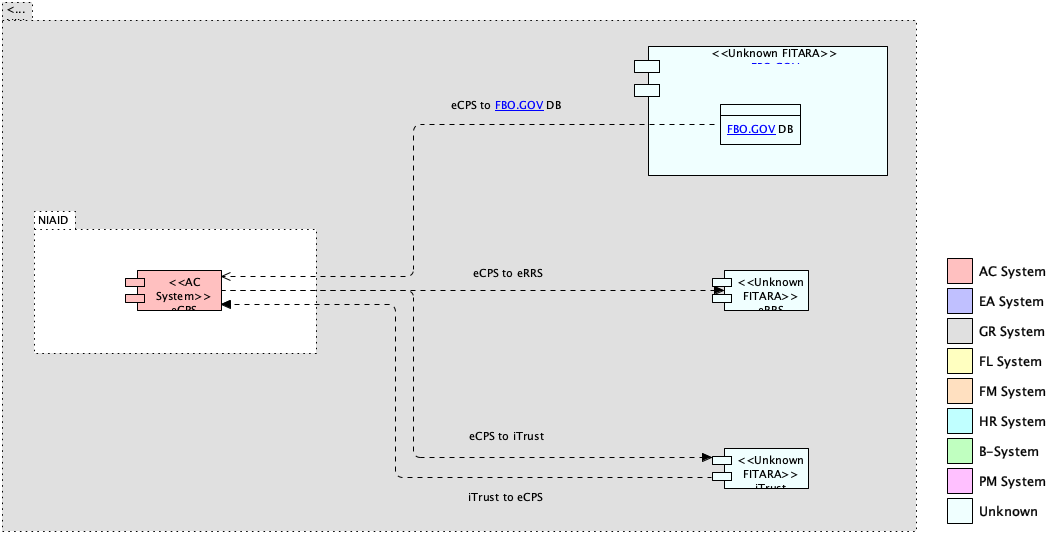 <...
<<Unknown FITARA>>
eCPS to FBO.GOV DB
FBO.GOV DB
NIAID
<<AC
System>>
eCPS
eCPS to eRRS
<<Unknown
FITARA>>
eRRS
eCPS to iTrust
<<Unknown
FITARA>>
iTrust
iTrust to eCPS
AC System
EA System
GR System
FL System
FM System
HR System
B-System
PM System
Unknown